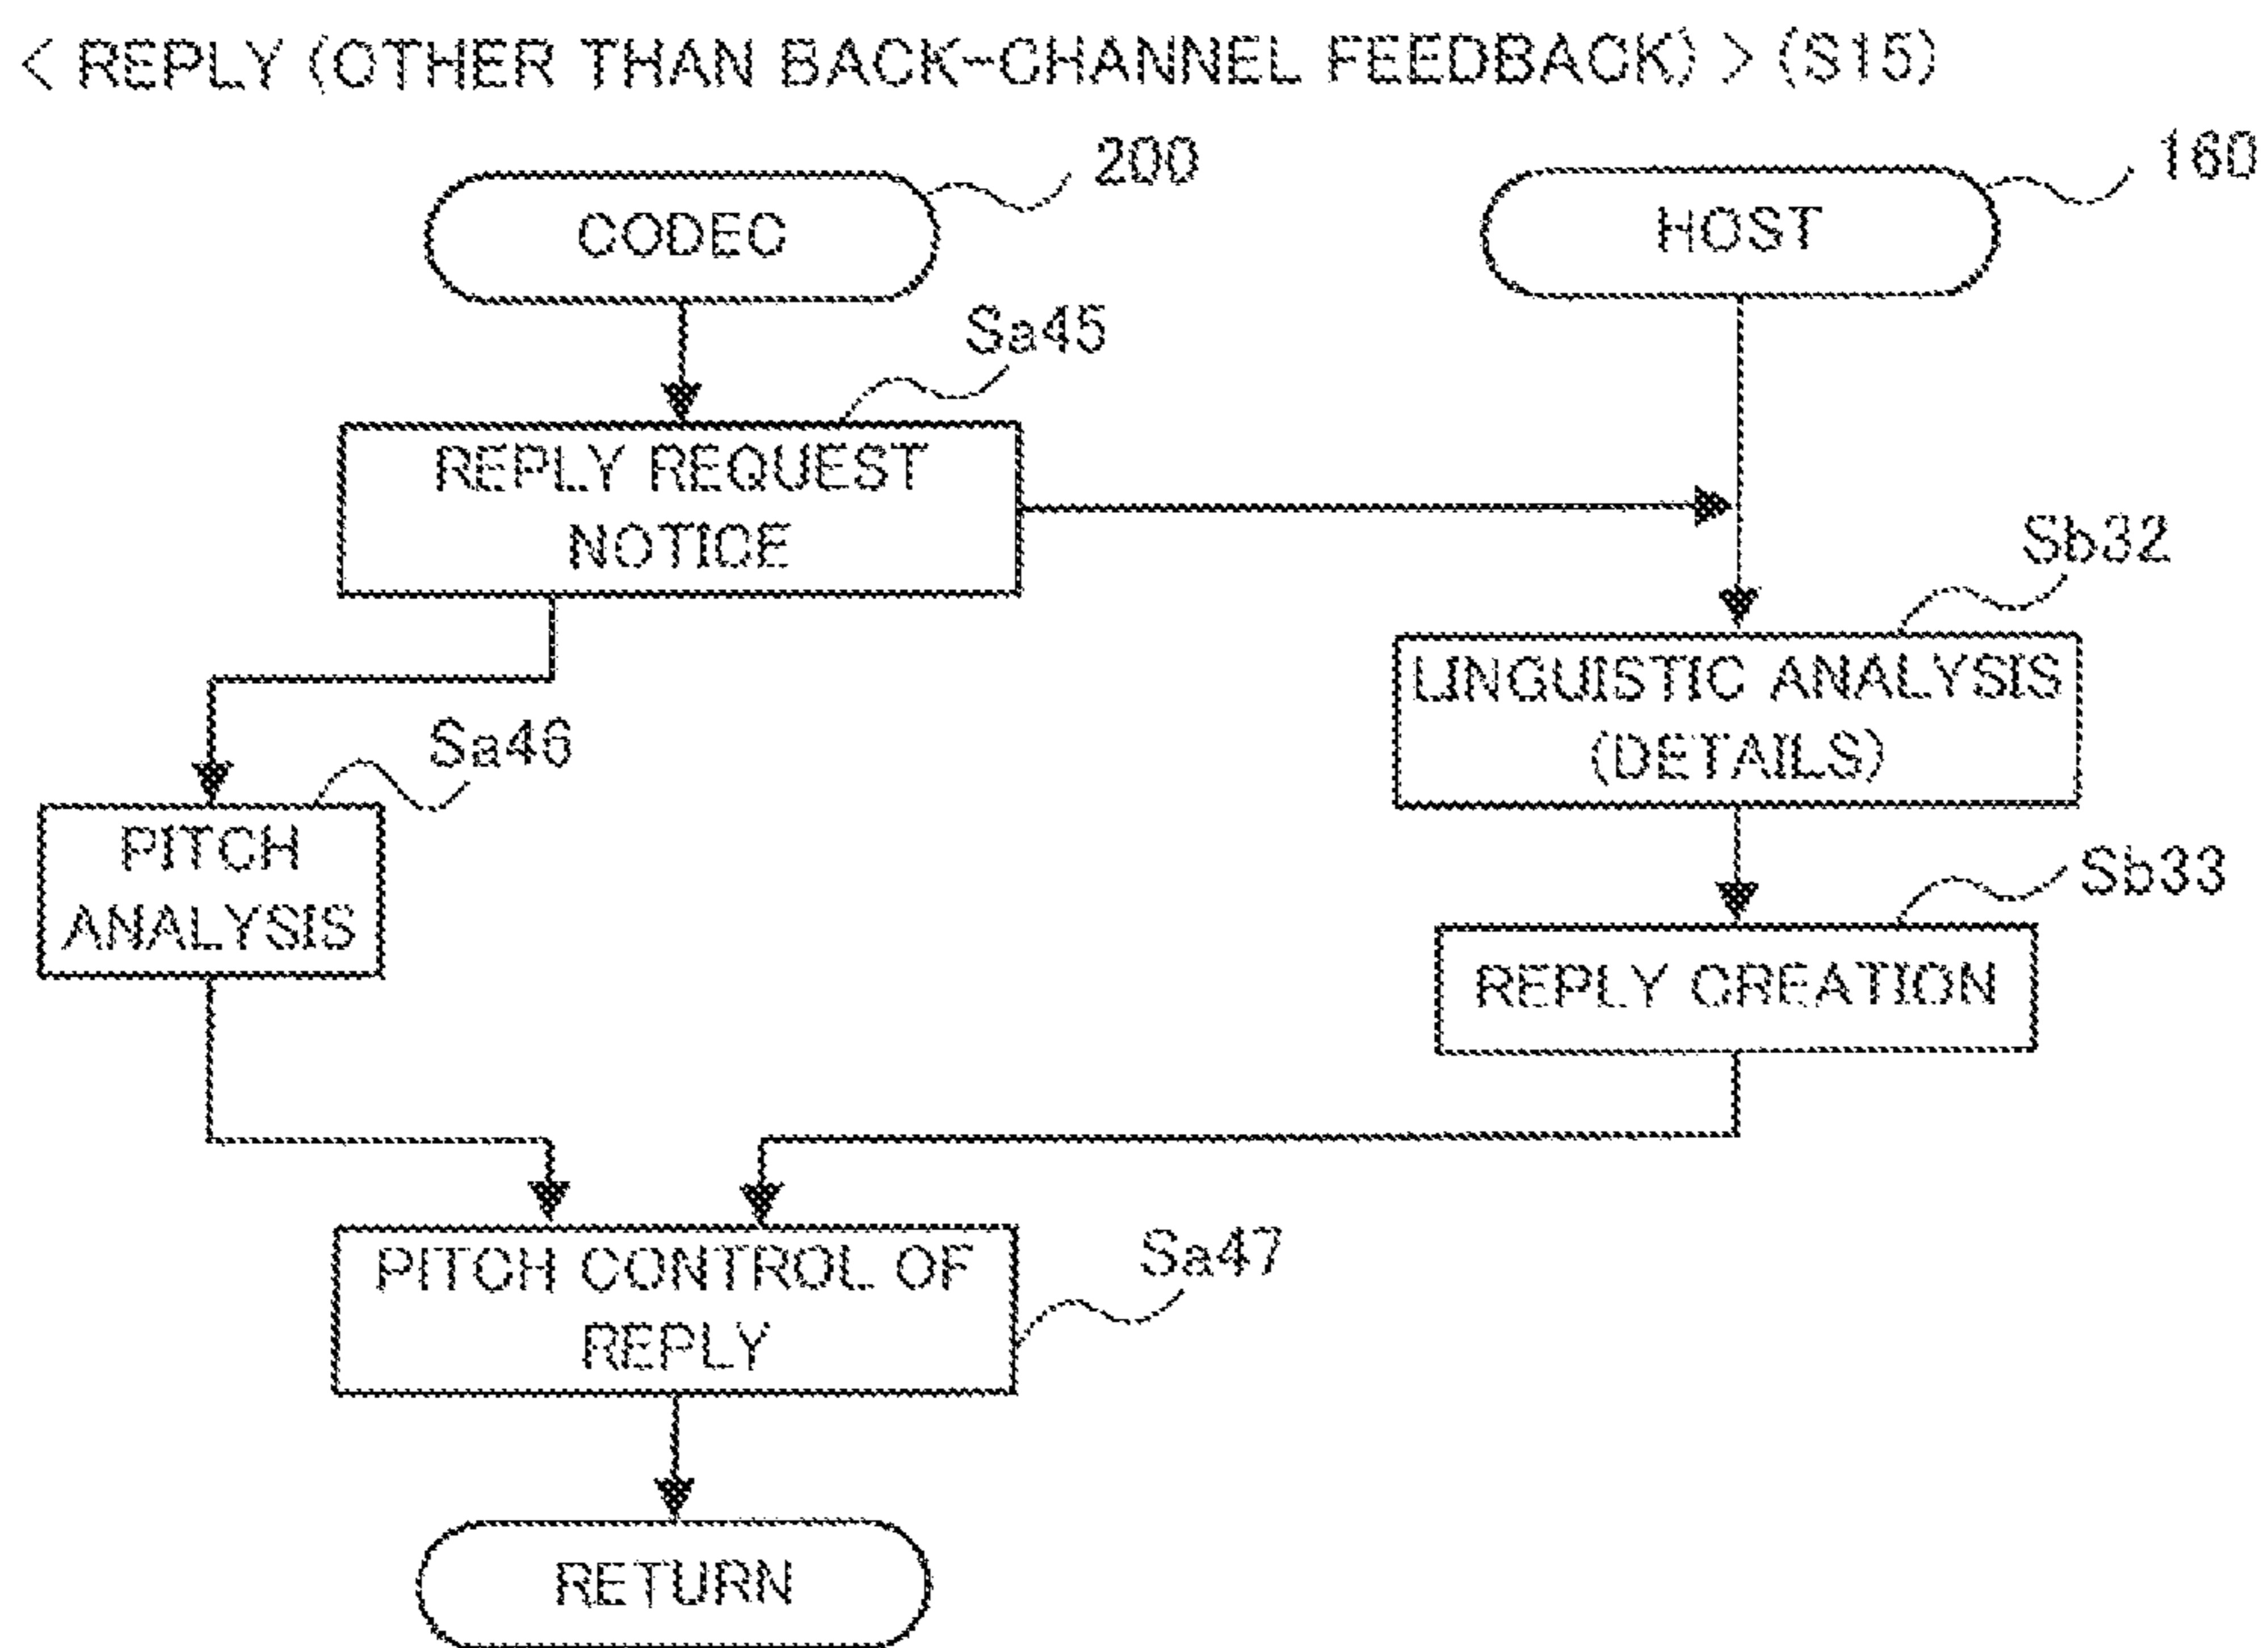 < REPLY (OTHER THAN BACK-CHANNEL FEEDBACK) > (S15)
200
160
CODEC
HOST
Sa45
REPLY REQUEST
NOTICE
Sb32
LINGUISTIC ANALYSIS
(DETAILS)
Sa46
PITCH
ANALYSIS
Sb33
REPLY CREATION
PITCH CONTROL OF
REPLY
Sa47
RETURN